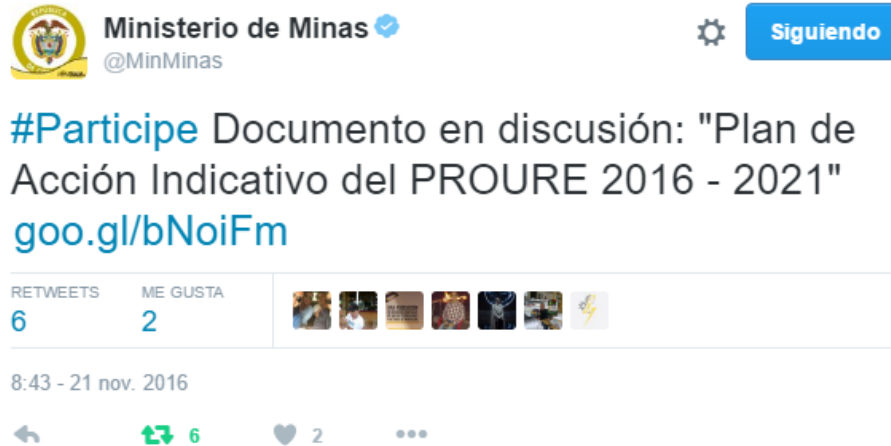 Ministerio de Minas
@MinMinas
Siguiendo
#Participe Documento en discusión: "Plan de
Acción Indicativo del PROURE 2016 - 2021"
goo.gl/bNoiFm
RETWEETS ME GUSTA
6 2
8:43 - 21 nov. 2016
6 2